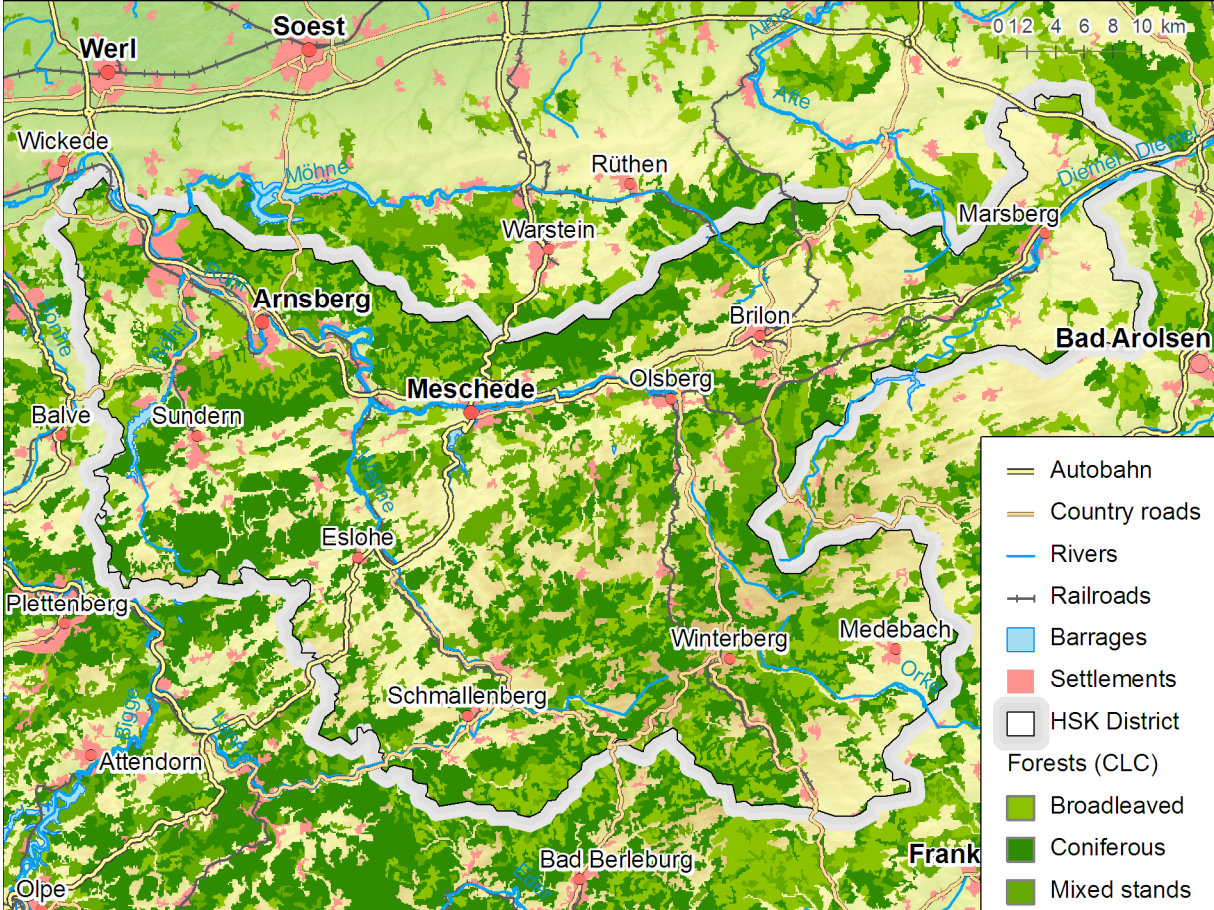 Soest
Werl
Alme
0 1 2 4 6 8 10 km
Afte
Wickede
Möhne
Rüthen
Diemel
Diemel
Marsberg
Warstein
Ruhr
Arnsberg
Hönne
Röhr
Brilon
Bad Arolsen
Meschede
Olsberg
Balve
Sundern
Wenne
Eslohe
Plettenberg
Winterberg
Medebach
Orke
Schmallenberg
Bigge
Lenne
Attendorn
Bad Berleburg
Frank
Eder
Olpe
Autobahn
Country roads
Rivers
Railroads
Barrages
Settlements
HSK District
Forests (CLC)
Broadleaved
Coniferous
Mixed stands